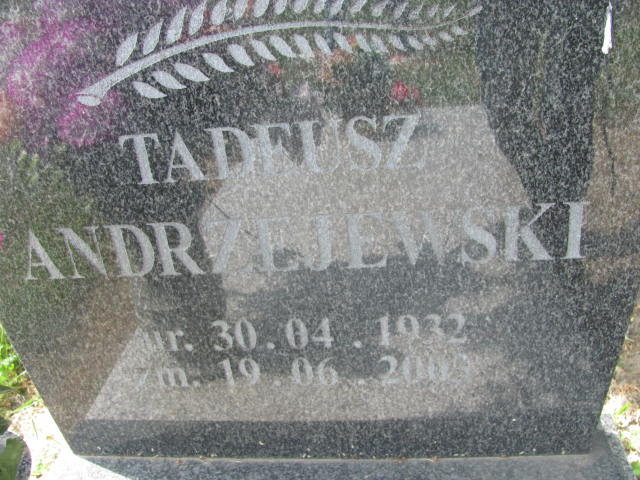 TADEUSZ
ANDRZEJEWSKI
ur. 30.04.1932
zm. 19.06.